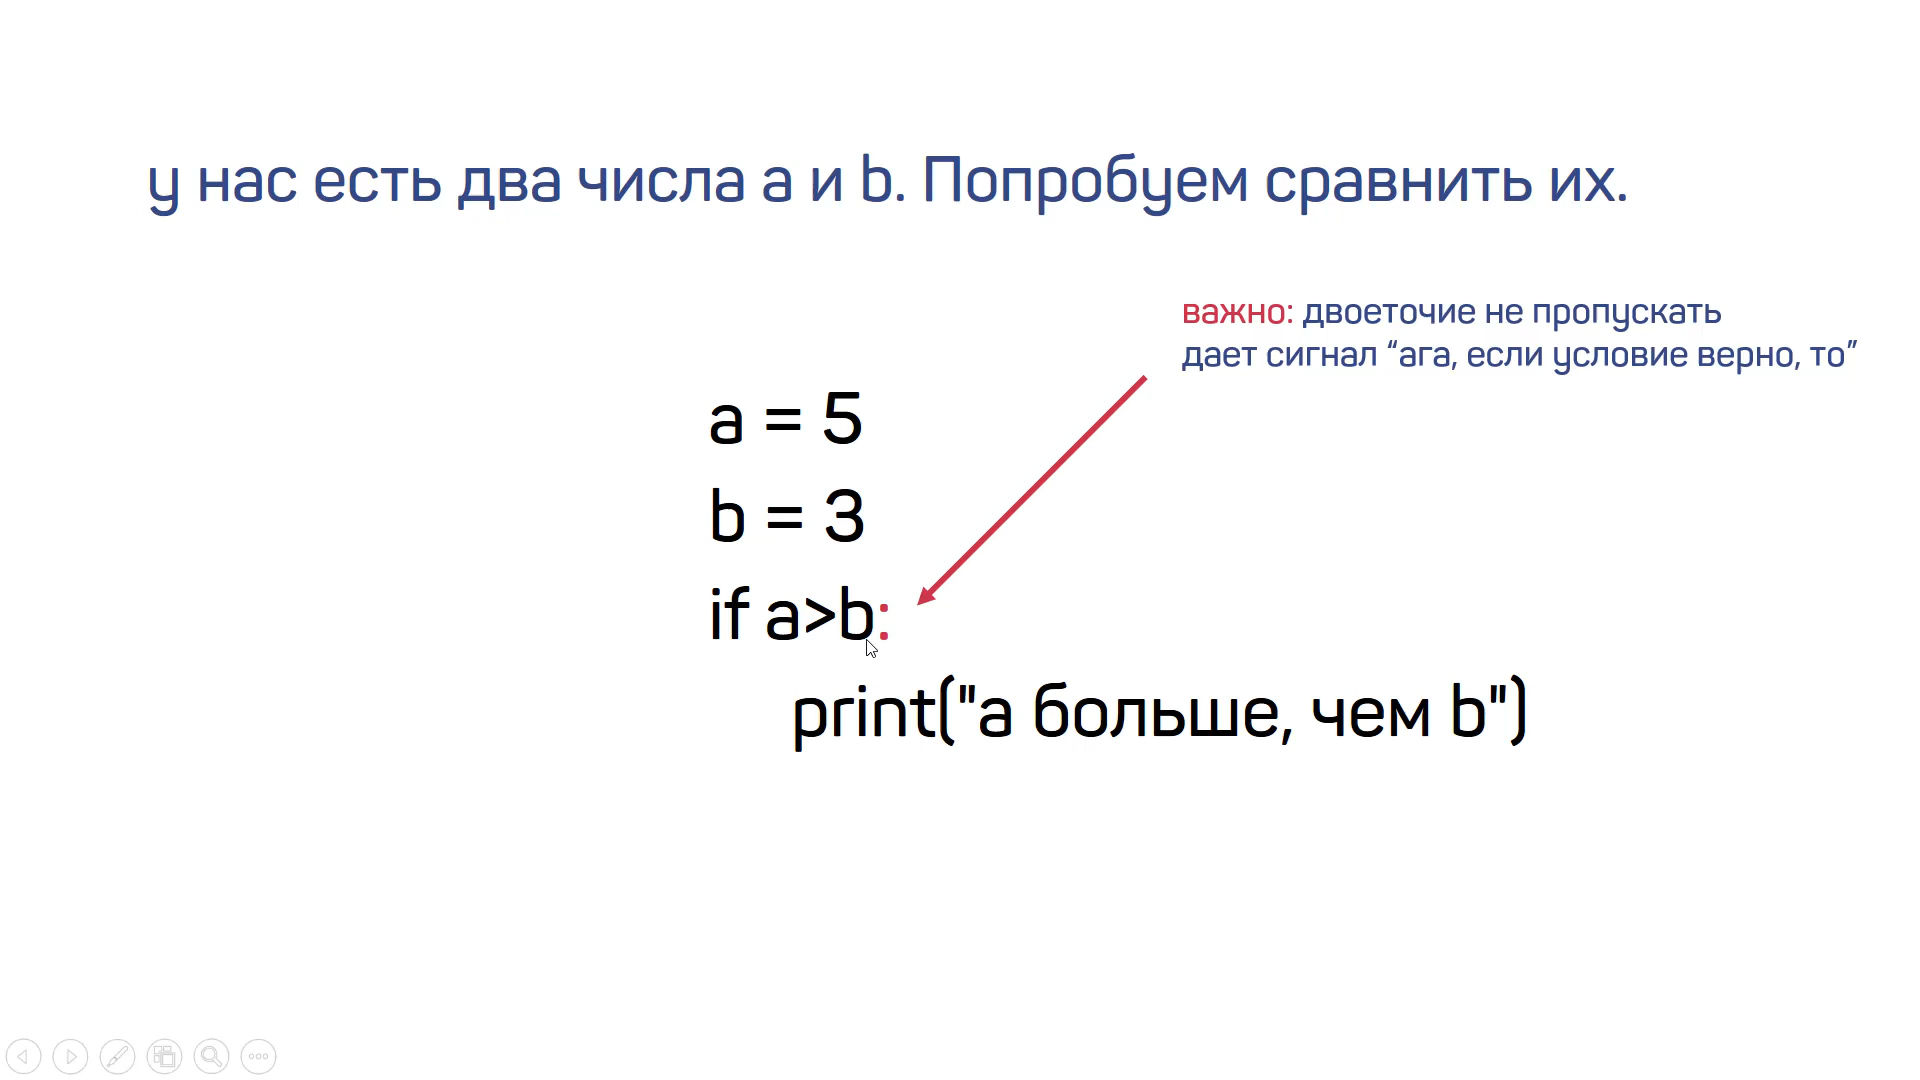 у нас есть два числа a и b. Попробуем сравнить их.
важно: двоеточие не пропускать
дает сигнал “ага, если условие верно, то”
a = 5
b = 3
if a>b:
print("а больше, чем b")